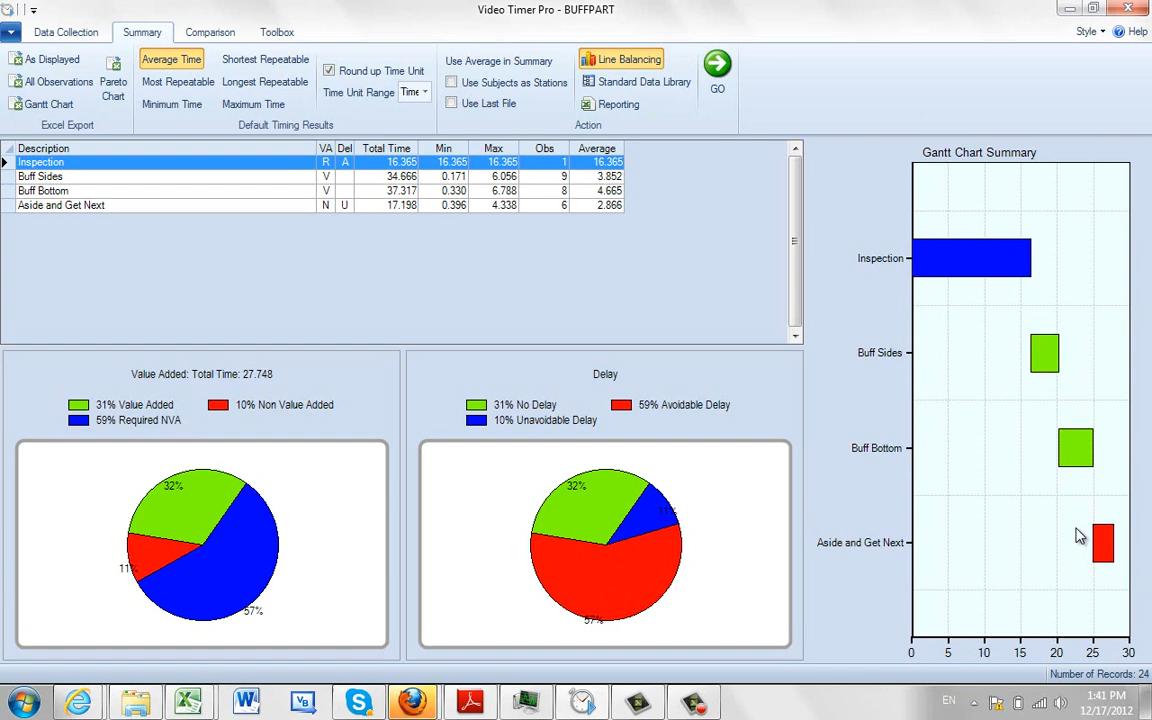 Video Timer Pro - BUFFPART
Data Collection Summary Comparison Toolbox Style Help
As Displayed
All Observations
Gantt Chart
Pareto
Chart
Excel Export
Average Time Shortest Repeatable
Most Repeatable Longest Repeatable
Minimum Time Maximum Time
Round up Time Unit
Time Unit Range Time
Default Timing Results
Use Average in Summary
Use Subjects as Stations
Use Last File
Line Balancing
Standard Data Library
Reporting
GO
Action
Description VA Del Total Time Min Max Obs Average
Inspection R A 16.365 16.365 16.365 1 16.365
Buff Sides V 34.666 0.171 6.056 9 3.852
Buff Bottom V 37.317 0.330 6.788 8 4.665
Aside and Get Next N U 17.198 0.396 4.338 6 2.866
Value Added: Total Time: 27.748
31% Value Added 10% Non Value Added
59% Required NVA
32%
11%
57%
Delay
31% No Delay 59% Avoidable Delay
10% Unavoidable Delay
32%
11%
57%
Gantt Chart Summary
Inspection
Buff Sides
Buff Bottom
Aside and Get Next
0 5 10 15 20 25 30
Number of Records: 24
EN
1:41 PM
12/17/2012